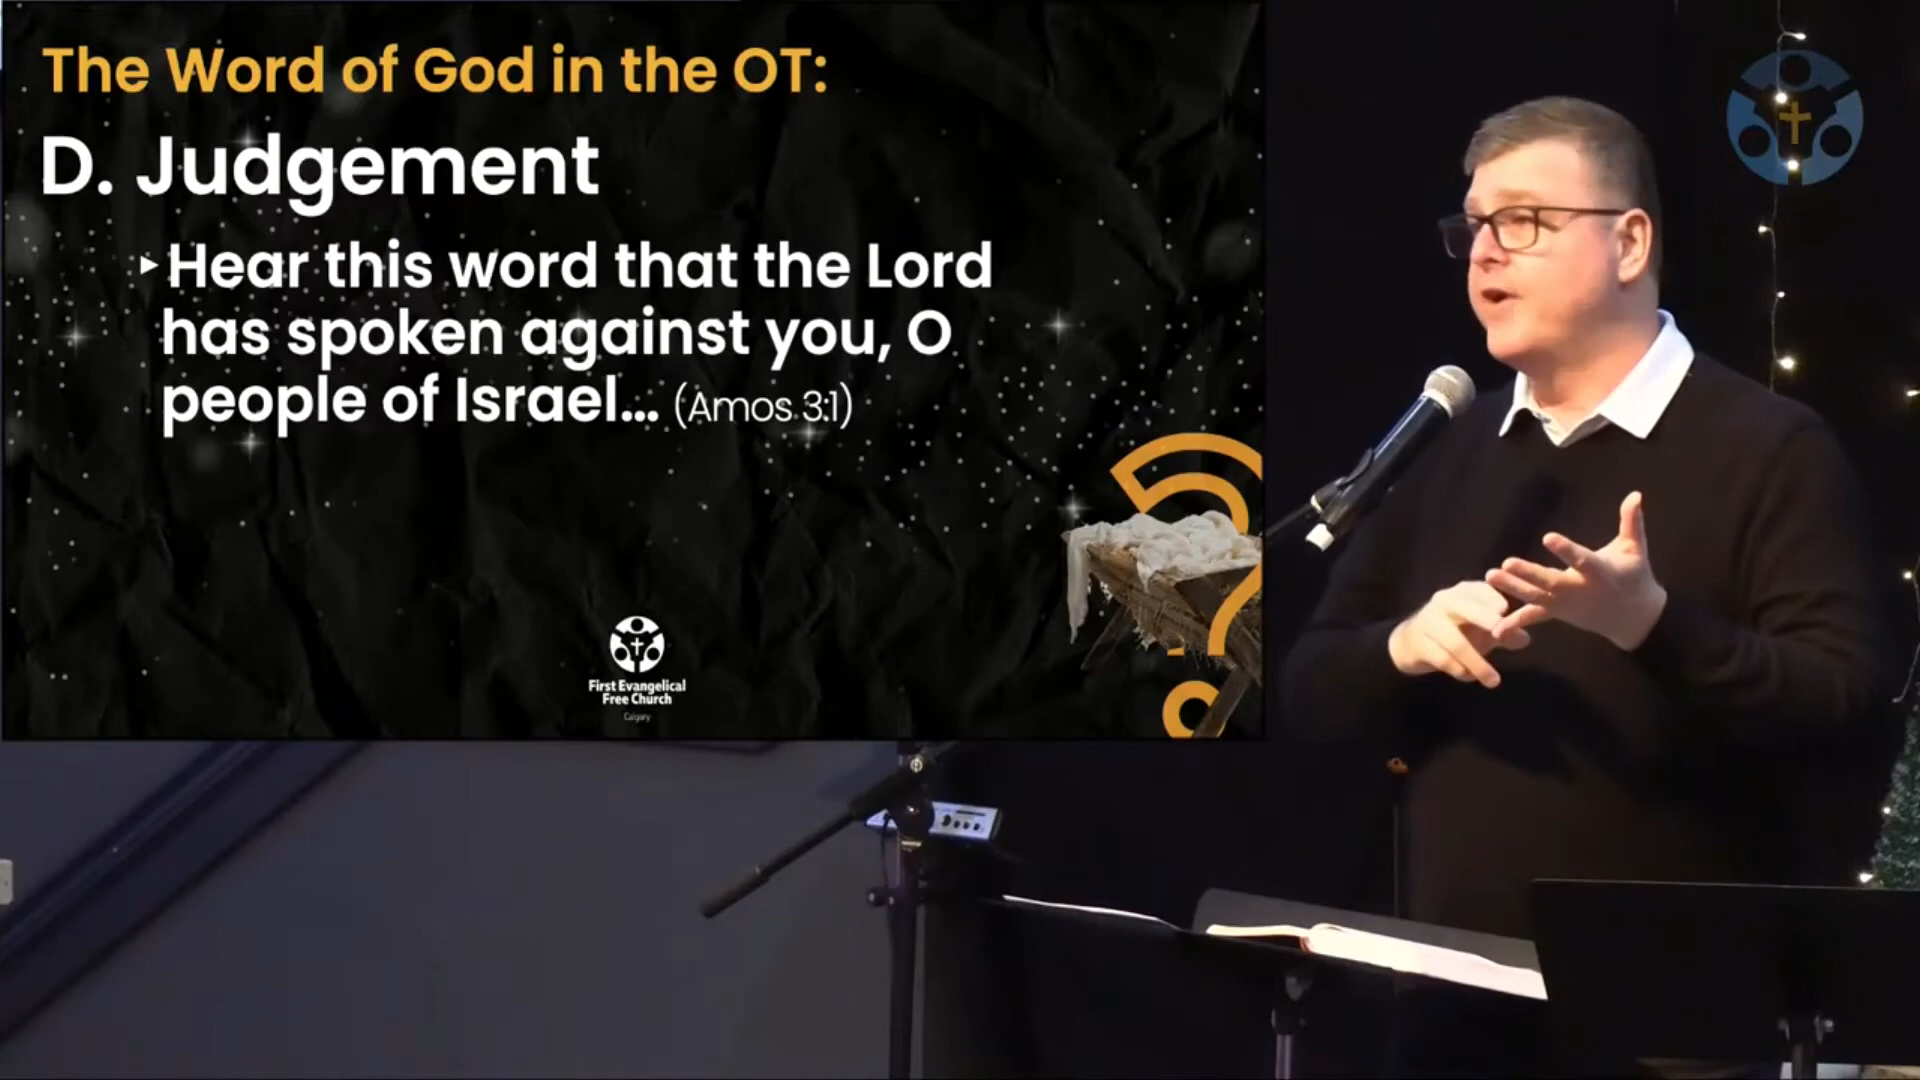 The Word of God in the OT:
D. Judgement
▸Hear this word that the Lord
has spoken against you, O
people of Israel... (Amos 3:1)
First Evangelical
Free Church
Calgary